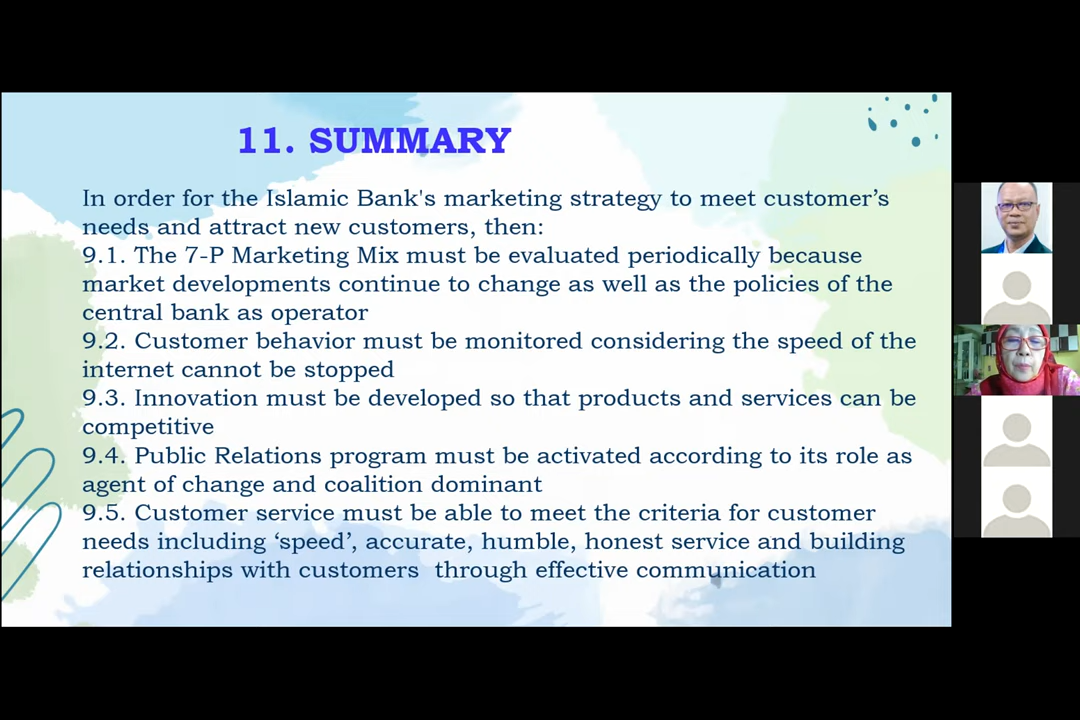 11. SUMMARY
In order for the Islamic Bank's marketing strategy to meet customer’s
needs and attract new customers, then:
9.1. The 7-P Marketing Mix must be evaluated periodically because
market developments continue to change as well as the policies of the
central bank as operator
9.2. Customer behavior must be monitored considering the speed of the
internet cannot be stopped
9.3. Innovation must be developed so that products and services can be
competitive
9.4. Public Relations program must be activated according to its role as
agent of change and coalition dominant
9.5. Customer service must be able to meet the criteria for customer
needs including ‘speed’, accurate, humble, honest service and building
relationships with customers  through effective communication